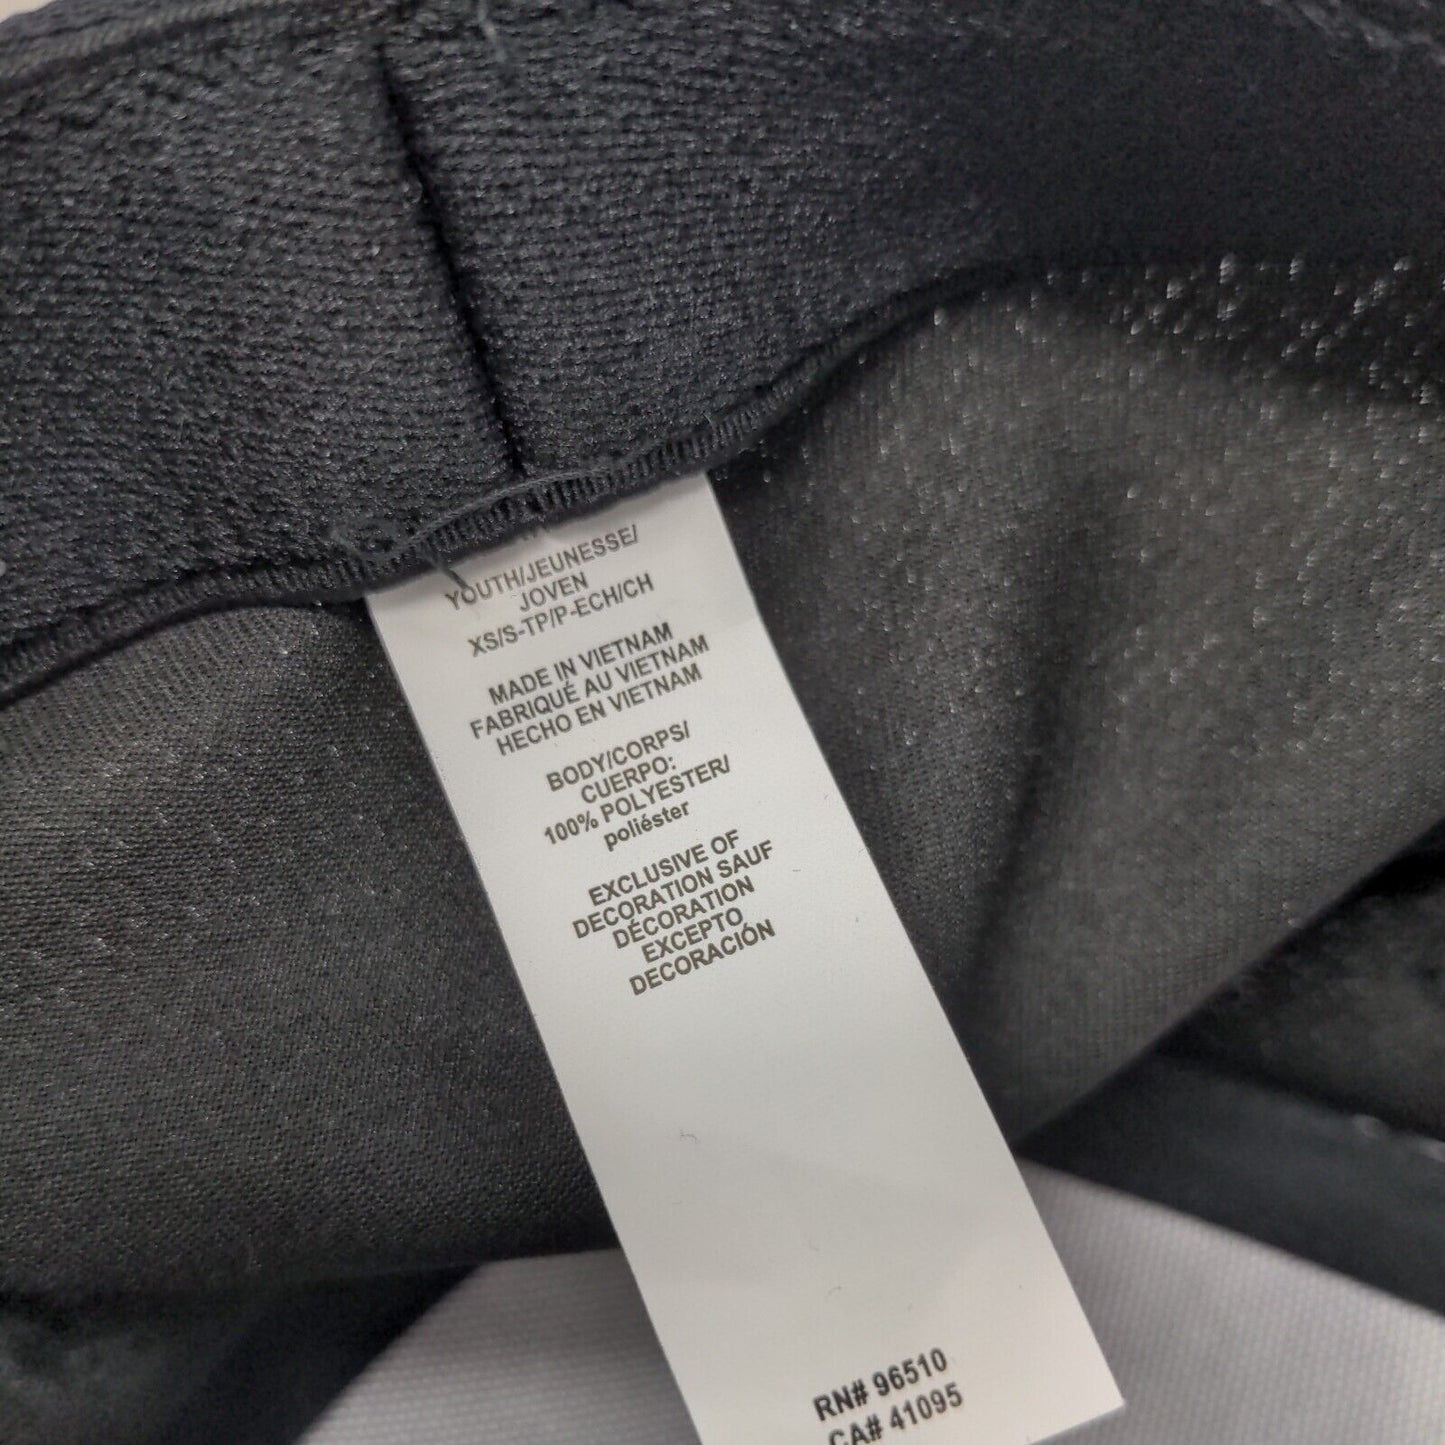 YOUTH/JEUNESSE/
JOVEN
XS/S-TP/P-ECH/CH
MADE IN VIETNAM
FABRIQUÉ AU VIETNAM
HECHO EN VIETNAM
BODY/CORPS/
CUERPO:
100% POLYESTER/
poliéster
EXCLUSIVE OF
DECORATION SAUF
DÉCORATION
EXCEPTO
DECORACIÓN
RN# 96510
CA# 41095